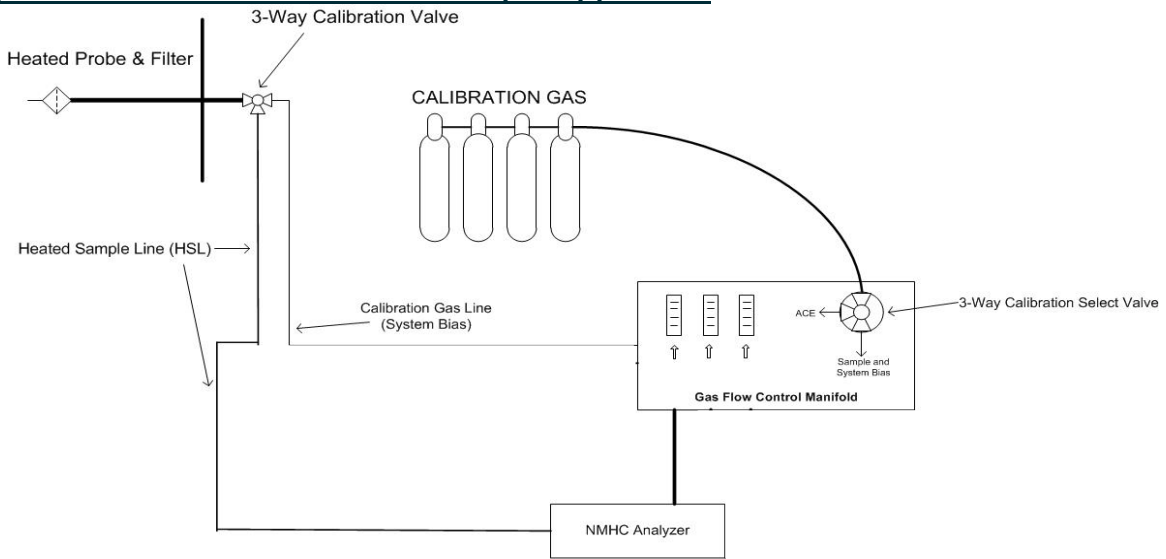 3-Way Calibration Valve
Heated Probe & Filter
CALIBRATION GAS
Heated Sample Line (HSL)
Calibration Gas Line
(System Bias)
3-Way Calibration Select Valve
ACE
Sample and
System Bias
Gas Flow Control Manifold
NMHC Analyzer